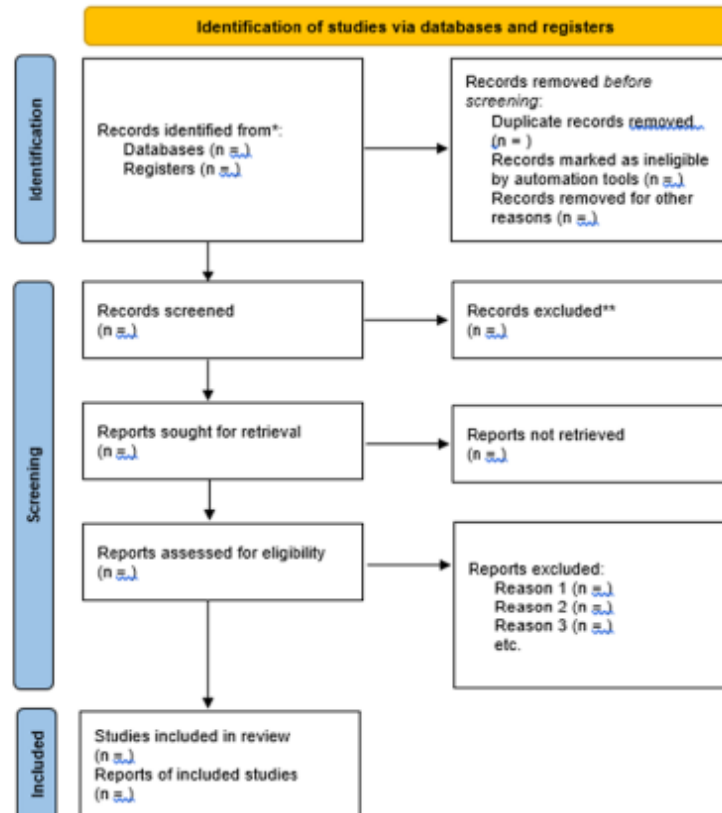 Identification of studies via databases and registers
Identification
Records identified from*:
Databases (n = )
Registers (n = )
Records removed before
screening:
Duplicate records removed
(n = )
Records marked as ineligible
by automation tools (n = )
Records removed for other
reasons (n = )
Screening
Records screened
(n = )
Records excluded**
(n = )
Reports sought for retrieval
(n = )
Reports not retrieved
(n = )
Reports assessed for eligibility
(n = )
Reports excluded:
Reason 1 (n = )
Reason 2 (n = )
Reason 3 (n = )
etc.
Included
Studies included in review
(n = )
Reports of included studies
(n = )